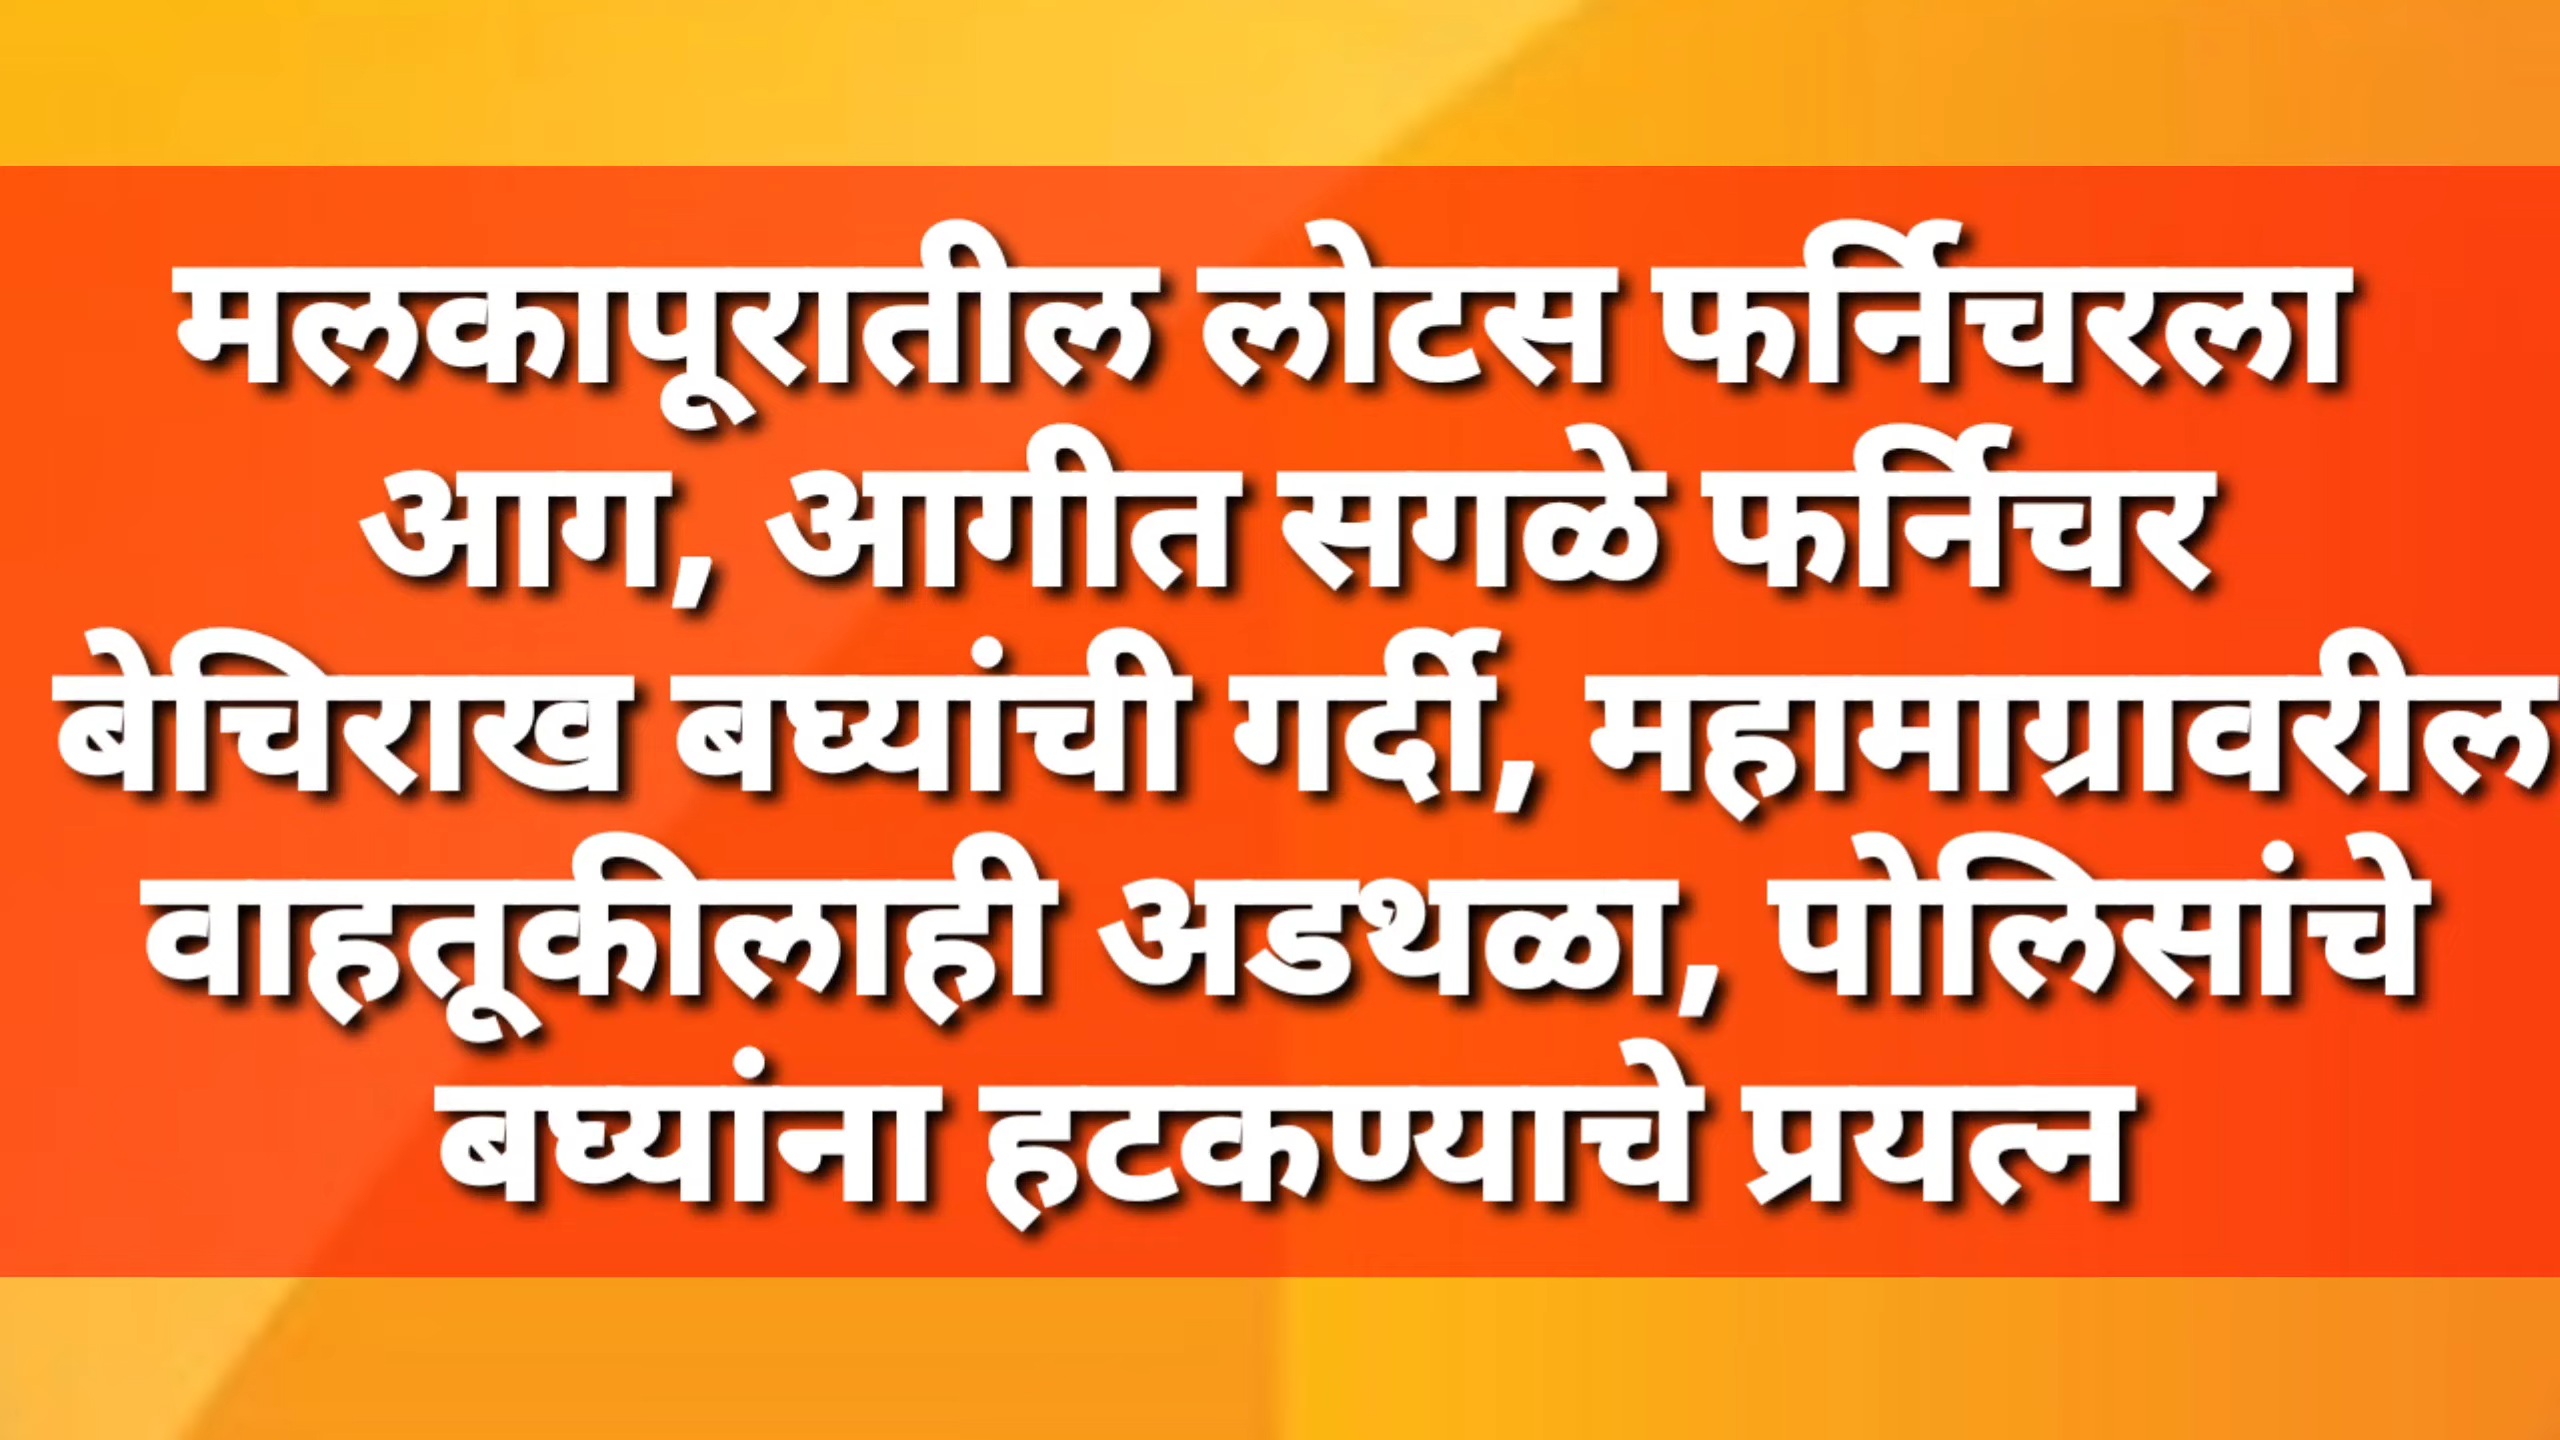 मलकापूरातील लोटस फर्निचरला
आग, आगीत सगळे फर्निचर
बेचिराख बघ्यांची गर्दी, महामाग्रावरील
वाहतूकीलाही अडथळा, पोलिसांचे
बघ्यांना हटकण्याचे प्रयत्न